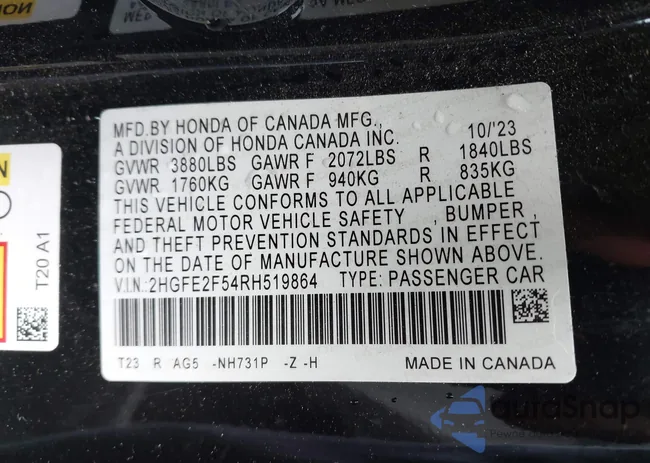 MFD.BY HONDA OF CANADA MFG.,
A DIVISION OF HONDA CANADA INC. 10/'23
GVWR 3880LBS GAWR F 2072LBS R 1840LBS
GVWR 1760KG GAWR F 940KG R 835KG
THIS VEHICLE CONFORMS TO ALL APPLICABLE
FEDERAL MOTOR VEHICLE SAFETY , BUMPER ,
AND THEFT PREVENTION STANDARDS IN EFFECT
ON THE DATE OF MANUFACTURE SHOWN ABOVE.
V.I.N.:2HGFE2F54RH519864 TYPE: PASSENGER CAR
T23 R AG5 -NH731P -Z -H MADE IN CANADA
T20 A1
autoSnap